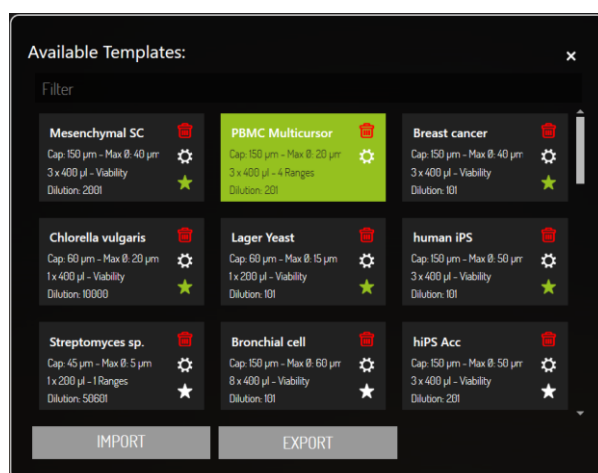 Available Templates:
×
Filter
Mesenchymal SC
Cap: 150 µm - Max Ø: 40 µm
3 x 400 µl - Viability
Dilution: 2001
PBMC Multicursor
Cap: 150 µm - Max Ø: 20 µm
3 x 400 µl - 4 Ranges
Dilution: 201
Breast cancer
Cap: 150 µm - Max Ø: 40 µm
3 x 400 µl - Viability
Dilution: 101
Chlorella vulgaris
Cap: 60 µm - Max Ø: 20 µm
1 x 400 µl - Viability
Dilution: 10000
Lager Yeast
Cap: 60 µm - Max Ø: 15 µm
1 x 200 µl - Viability
Dilution: 101
human iPS
Cap: 150 µm - Max Ø: 50 µm
3 x 400 µl - Viability
Dilution: 101
Streptomyces sp.
Cap: 45 µm - Max Ø: 5 µm
1 x 200 µl - 1 Ranges
Dilution: 50601
Bronchial cell
Cap: 150 µm - Max Ø: 60 µm
8 x 400 µl - Viability
Dilution: 101
hiPS Acc
Cap: 150 µm - Max Ø: 50 µm
3 x 400 µl - Viability
Dilution: 201
IMPORT
EXPORT